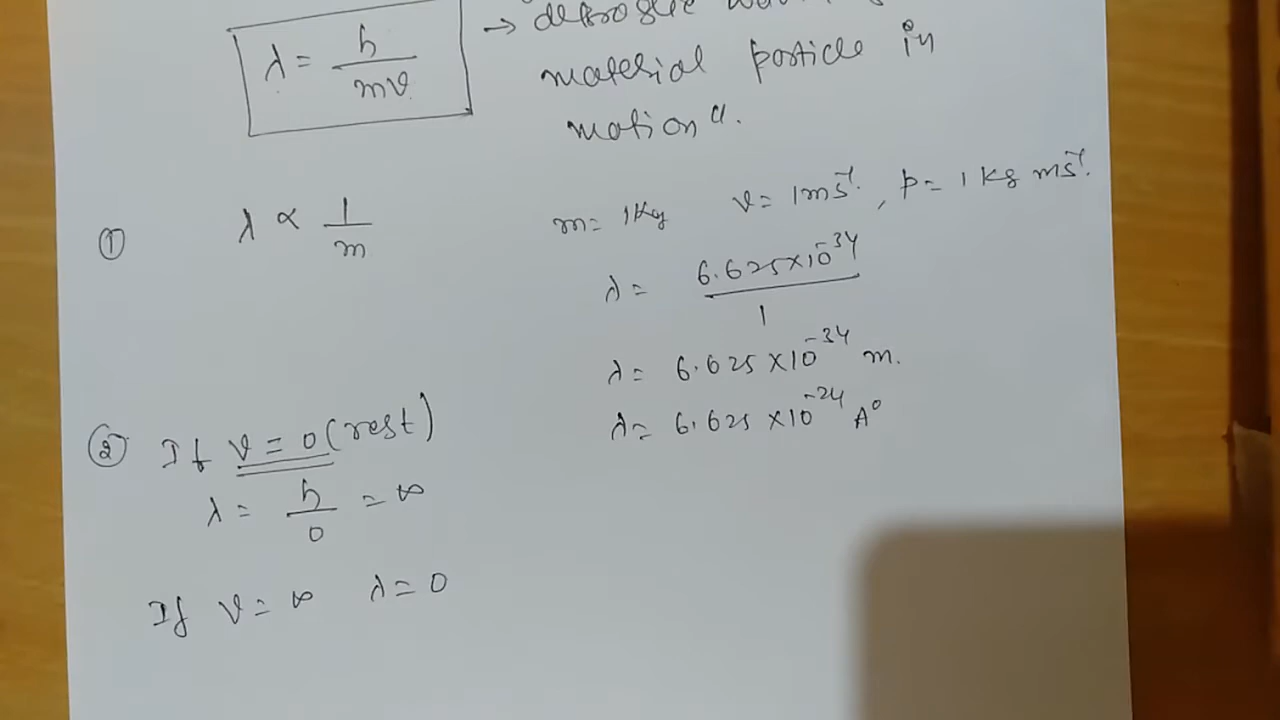 λ = h / mv → material particle in
motion".
① λ ∝ 1 / m
m = 1Kg v = 1ms⁻¹, p = 1 Kg ms⁻¹.
λ = 6.625×10⁻³⁴ / 1
λ = 6.625 ×10⁻³⁴ m.
λ = 6.625 ×10⁻²⁴ A°
② If v = 0 (rest)
λ = h / 0 = ∞
If v = ∞ λ = 0